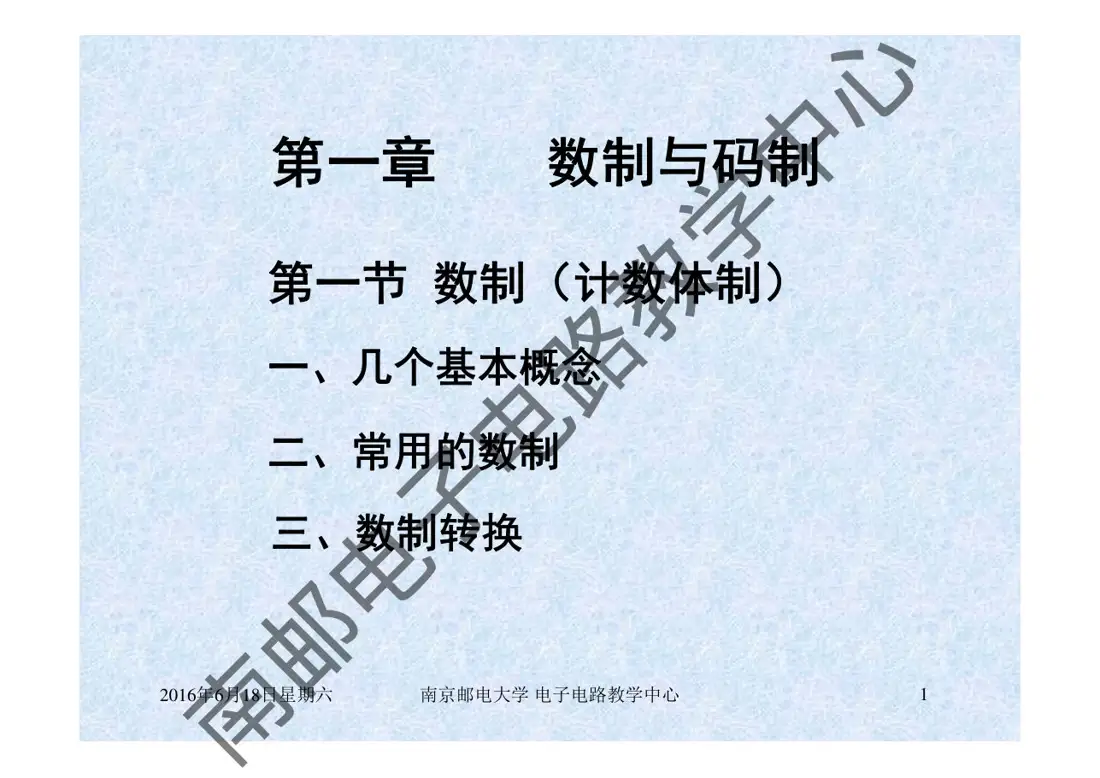 第一章 数制与码制
第一节 数制（计数体制）
一、几个基本概念
二、常用的数制
三、数制转换
南邮电子电路教学中心
2016年6月18日星期六 南京邮电大学 电子电路教学中心 1